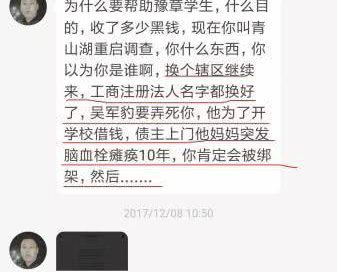 为什么要帮助豫章学生，什么目
的，收了多少黑钱，现在你叫青
山湖重启调查，你什么东西，你
以为你是谁啊，换个辖区继续
来，工商注册法人名字都换好
了，吴军豹要弄死你，他为了开
学校借钱，债主上门他妈妈突发
脑血栓瘫痪10年，你肯定会被绑
架，然后.......
2017/12/08 10:50